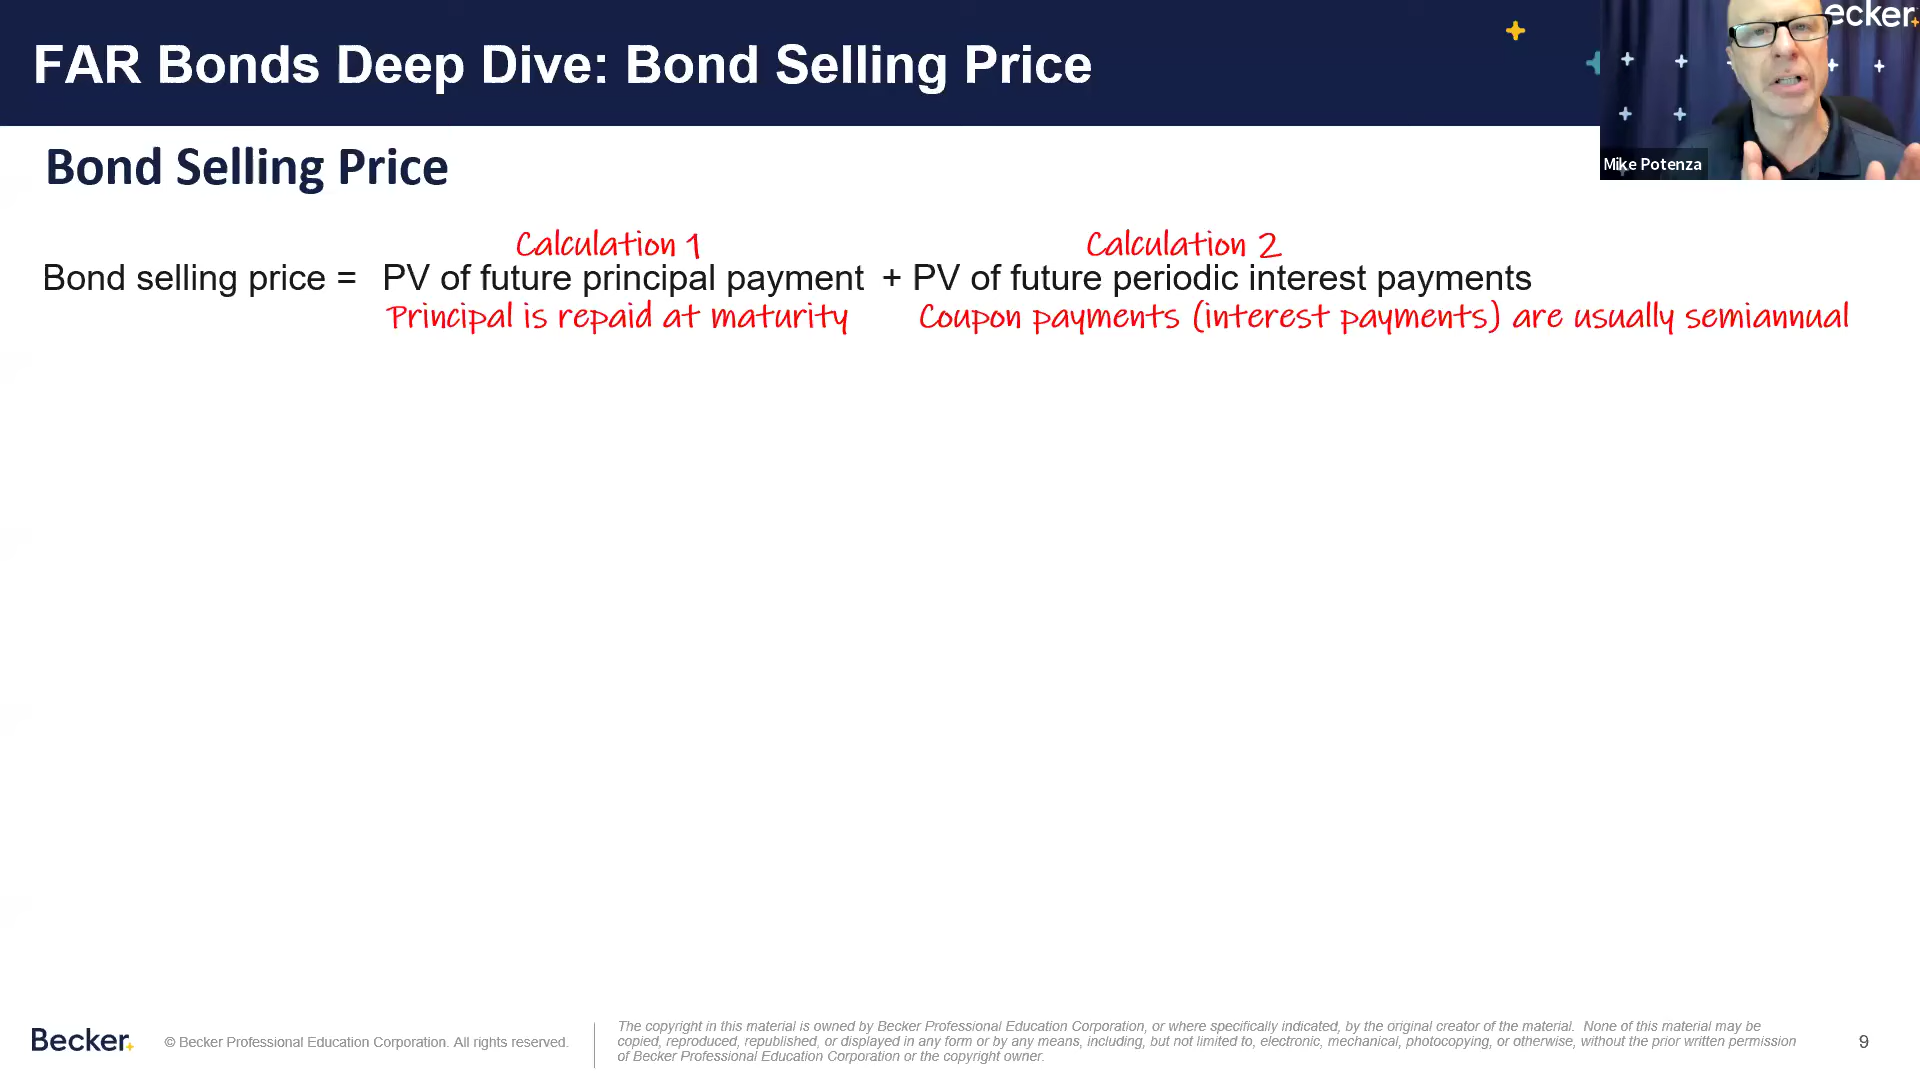 FAR Bonds Deep Dive: Bond Selling Price
ecker
Mike Potenza
Bond Selling Price
Calculation 1 Calculation 2
Bond selling price = PV of future principal payment + PV of future periodic interest payments
Principal is repaid at maturity Coupon payments (interest payments) are usually semiannual
Becker
© Becker Professional Education Corporation. All rights reserved.
The copyright in this material is owned by Becker Professional Education Corporation, or where specifically indicated, by the original creator of the material. None of this material may be
copied, reproduced, republished, or displayed in any form or by any means, including, but not limited to, electronic, mechanical, photocopying, or otherwise, without the prior written permission
of Becker Professional Education Corporation or the copyright owner.
9